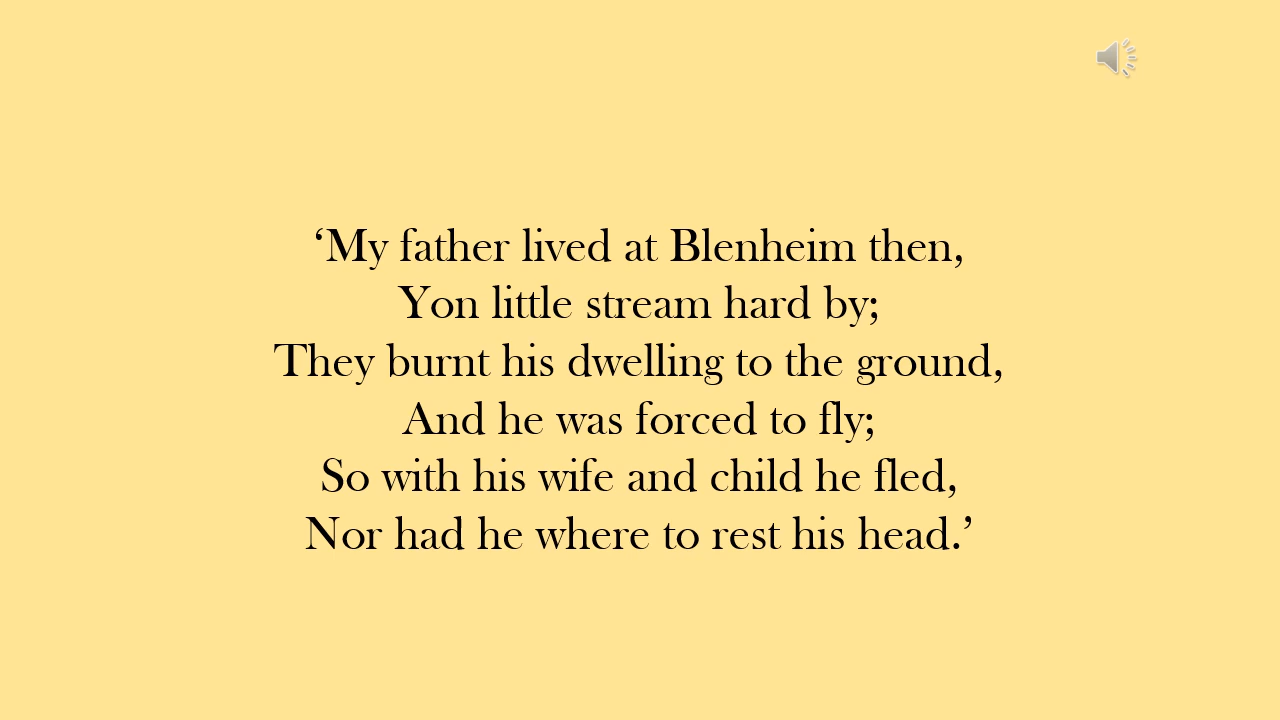 ‘My father lived at Blenheim then,
Yon little stream hard by;
They burnt his dwelling to the ground,
And he was forced to fly;
So with his wife and child he fled,
Nor had he where to rest his head.’